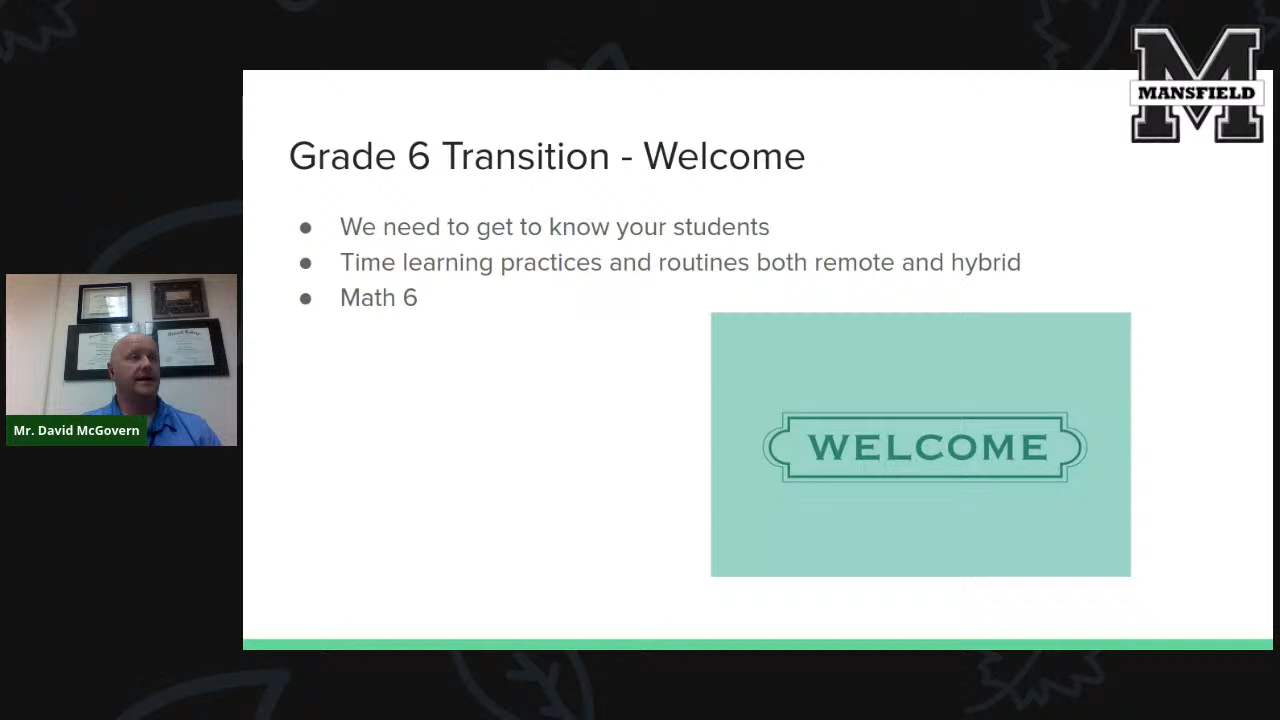 MANSFIELD
Grade 6 Transition - Welcome
● We need to get to know your students
● Time learning practices and routines both remote and hybrid
● Math 6
WELCOME
Mr. David McGovern